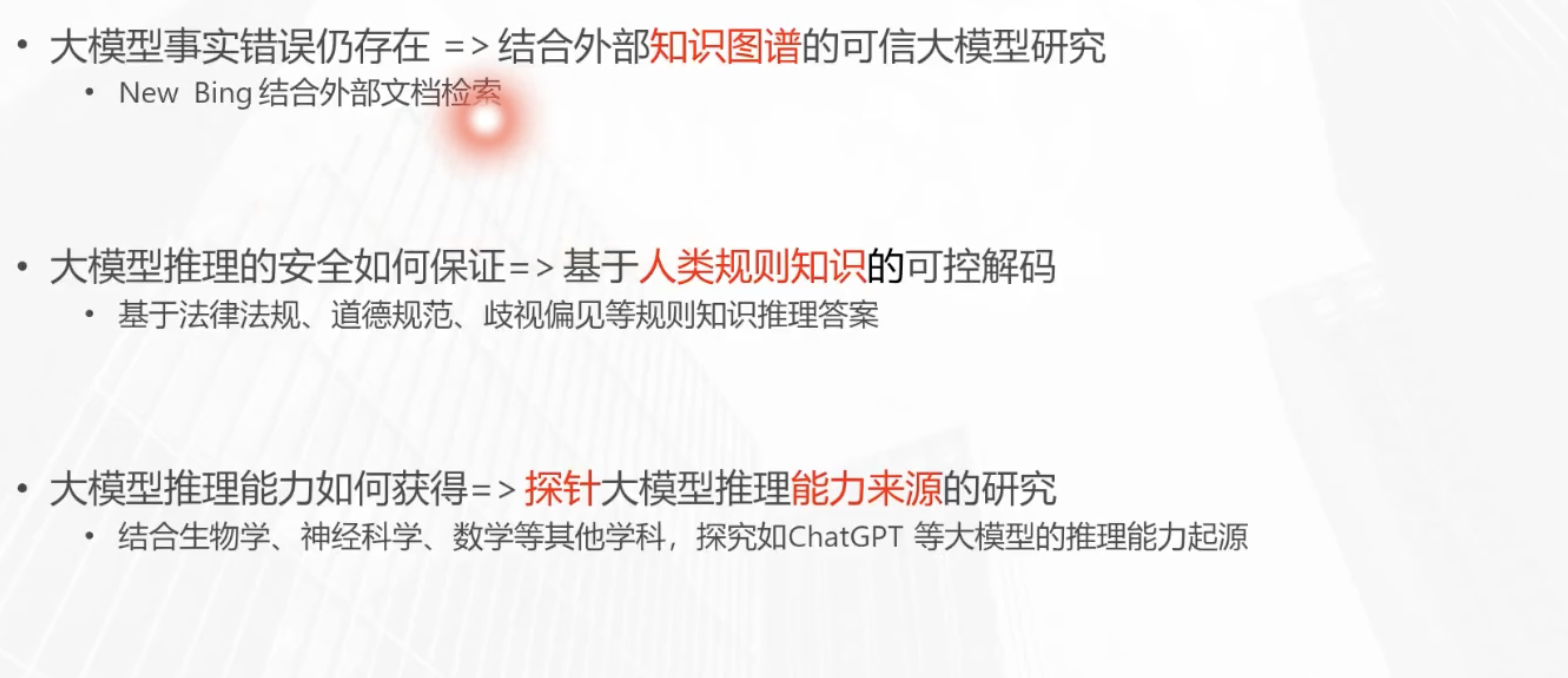 • 大模型事实错误仍存在 => 结合外部知识图谱的可信大模型研究
• New Bing 结合外部文档检索
• 大模型推理的安全如何保证=> 基于人类规则知识的可控解码
• 基于法律法规、道德规范、歧视偏见等规则知识推理答案
• 大模型推理能力如何获得=> 探针大模型推理能力来源的研究
• 结合生物学、神经科学、数学等其他学科，探究如ChatGPT 等大模型的推理能力起源